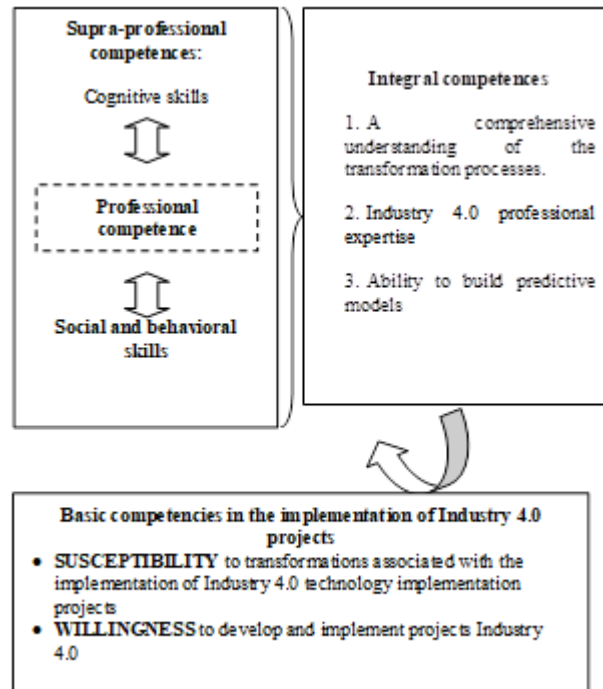 Supra-professional
competences:
Cognitive skills
Professional
competence
Social and behavioral
skills
Integral competences
1. A comprehensive
understanding of the
transformation processes.
2. Industry 4.0 professional
expertise
3. Ability to build predictive
models
Basic competencies in the implementation of Industry 4.0
projects
• SUSCEPTIBILITY to transformations associated with the
implementation of Industry 4.0 technology implementation
projects
• WILLINGNESS to develop and implement projects Industry
4.0